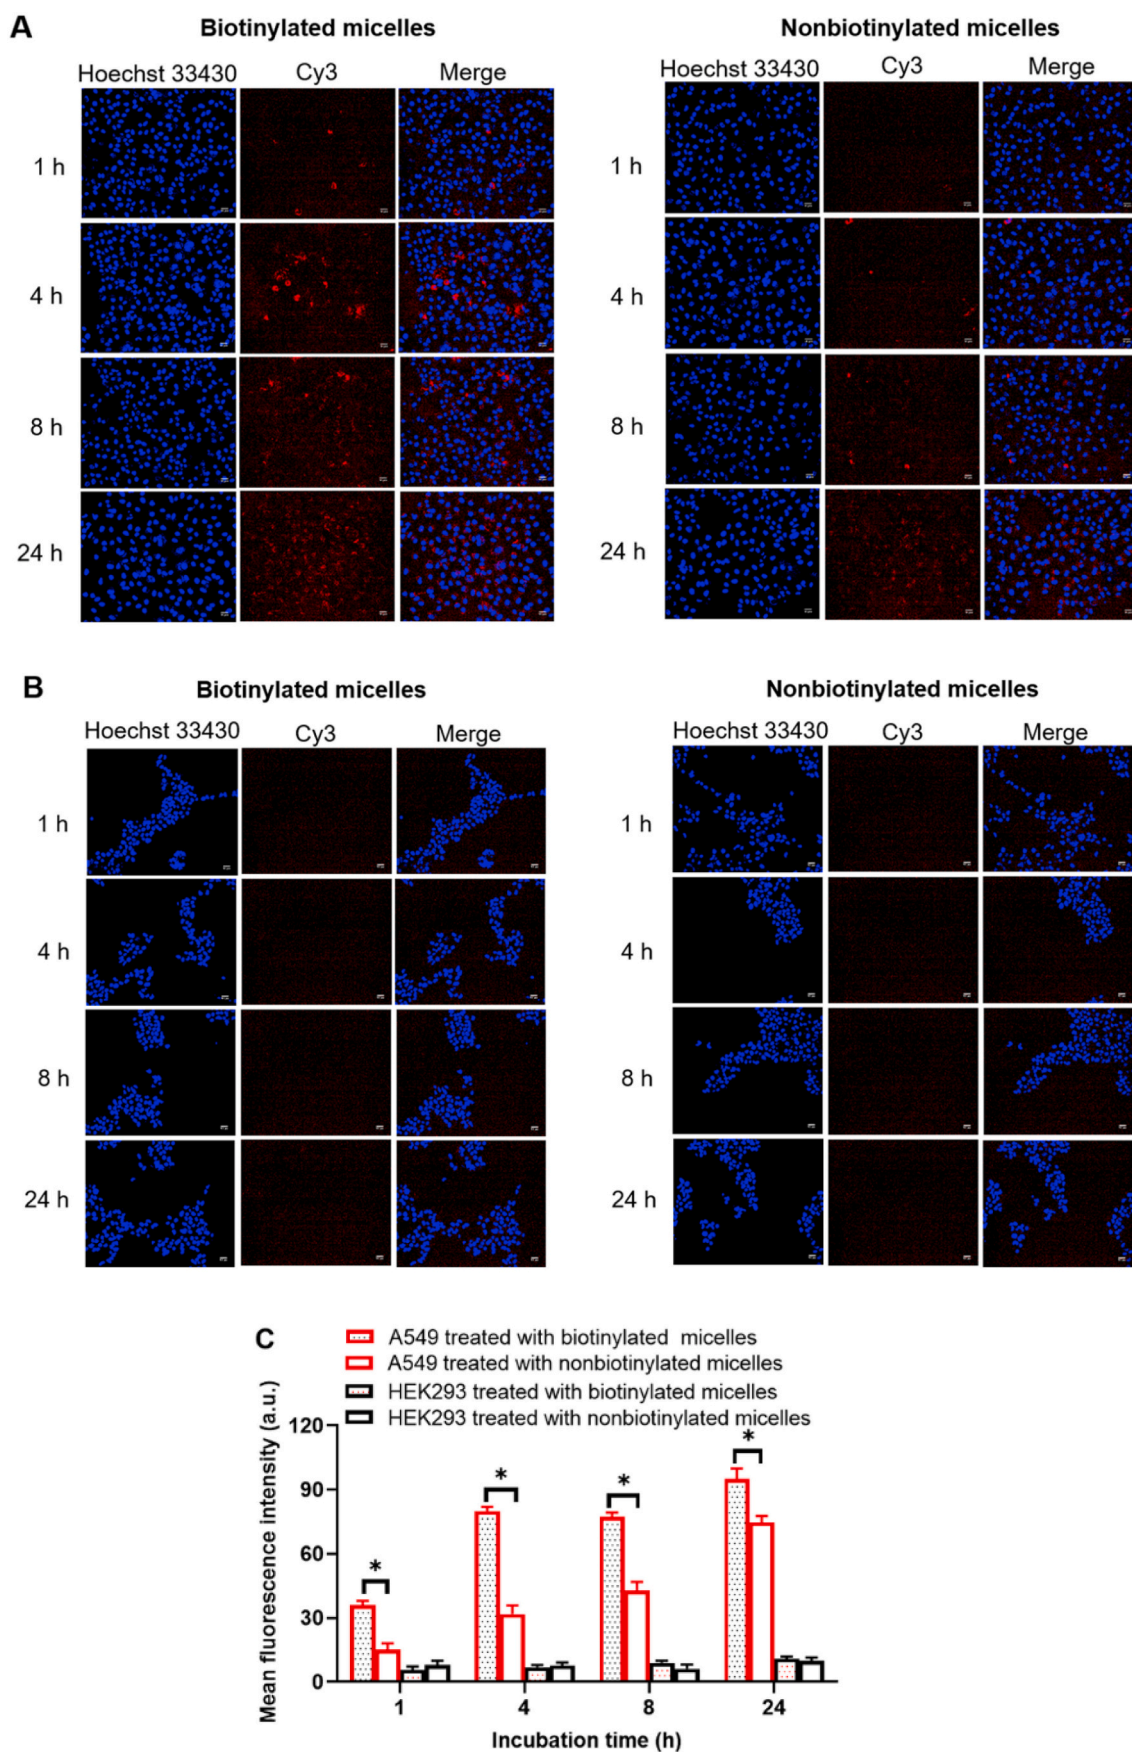 A
Biotinylated micelles
Nonbiotinylated micelles
Hoechst 33430 Cy3 Merge
Hoechst 33430 Cy3 Merge
1 h
1 h
4 h
4 h
8 h
8 h
24 h
24 h
B
Biotinylated micelles
Nonbiotinylated micelles
Hoechst 33430 Cy3 Merge
Hoechst 33430 Cy3 Merge
1 h
1 h
4 h
4 h
8 h
8 h
24 h
24 h
C
A549 treated with biotinylated micelles
A549 treated with nonbiotinylated micelles
HEK293 treated with biotinylated micelles
HEK293 treated with nonbiotinylated micelles
Mean fluorescence intensity (a.u.)
120
90
60
30
0
* * * *
1 4 8 24
Incubation time (h)